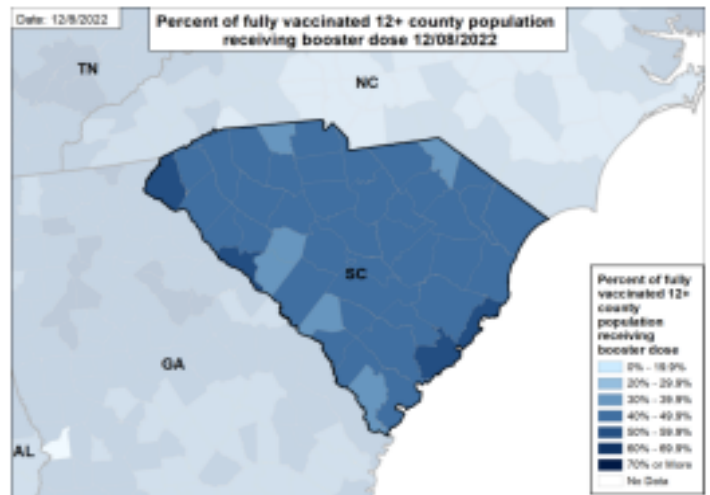 Date: 12/8/2022
Percent of fully vaccinated 12+ county population
receiving booster dose 12/08/2022
TN
NC
SC
GA
AL
Percent of fully
vaccinated 12+
county
population
receiving
booster dose
0% - 19.9%
20% - 29.9%
30% - 39.9%
40% - 49.9%
50% - 59.9%
60% - 69.9%
70% or More
No Data